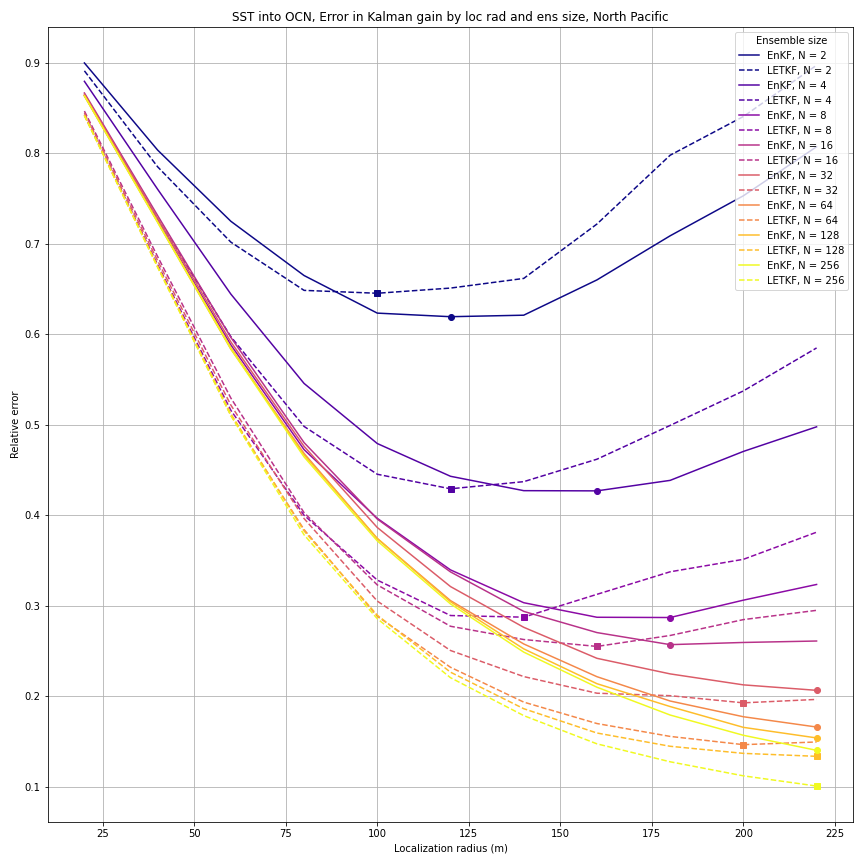 SST into OCN, Error in Kalman gain by loc rad and ens size, North Pacific
Ensemble size
EnKF, N = 2
LETKF, N = 2
EnKF, N = 4
LETKF, N = 4
EnKF, N = 8
LETKF, N = 8
EnKF, N = 16
LETKF, N = 16
EnKF, N = 32
LETKF, N = 32
EnKF, N = 64
LETKF, N = 64
EnKF, N = 128
LETKF, N = 128
EnKF, N = 256
LETKF, N = 256
Relative error
0.9
0.8
0.7
0.6
0.5
0.4
0.3
0.2
0.1
25 50 75 100 125 150 175 200 225
Localization radius (m)